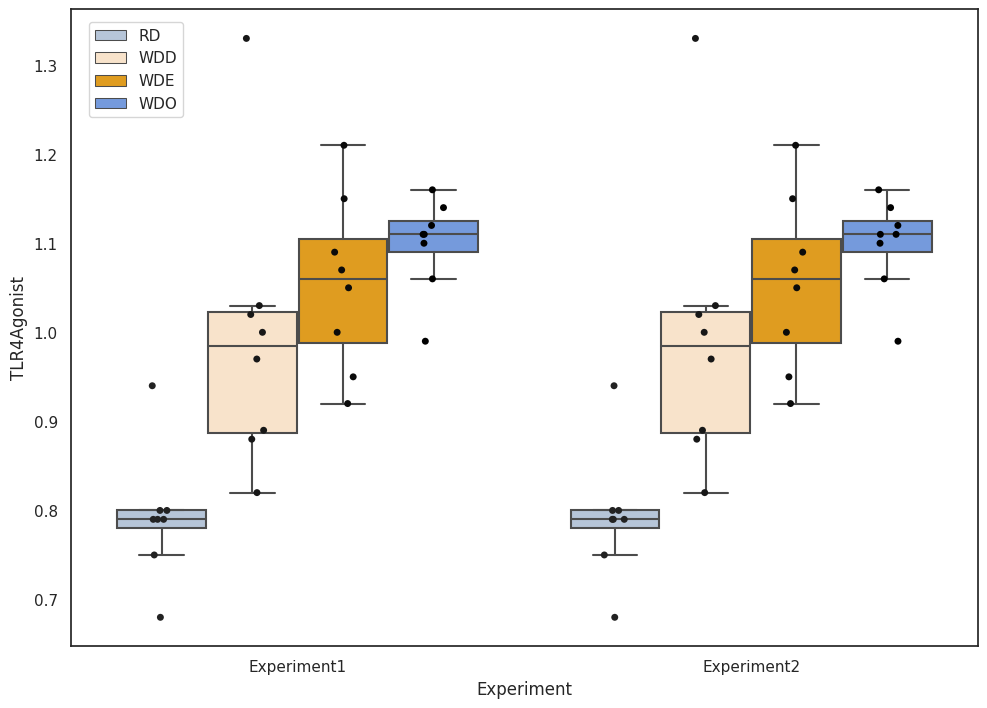 RD
WDD
WDE
WDO
1.3
1.2
1.1
1.0
0.9
0.8
0.7
TLR4Agonist
Experiment1
Experiment2
Experiment